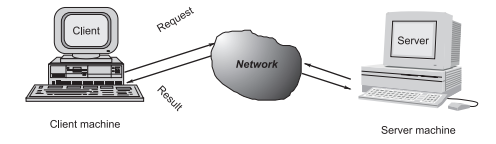 Client
Request
Network
Server
Result
Client machine
Server machine